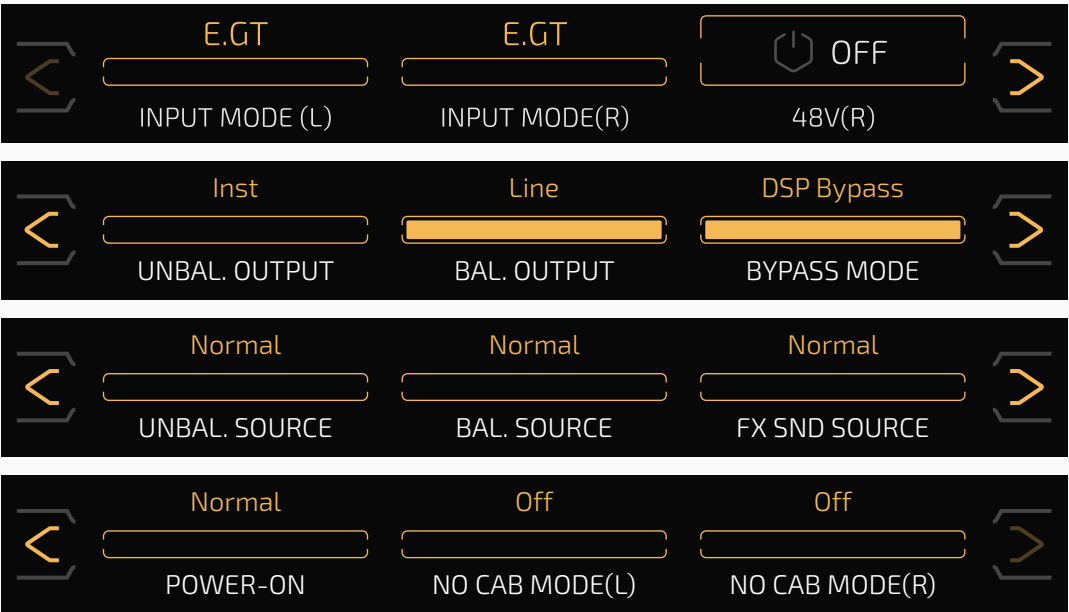 E.GT E.GT OFF
INPUT MODE (L) INPUT MODE(R) 48V(R)
Inst Line DSP Bypass
UNBAL. OUTPUT BAL. OUTPUT BYPASS MODE
Normal Normal Normal
UNBAL. SOURCE BAL. SOURCE FX SND SOURCE
Normal Off Off
POWER-ON NO CAB MODE(L) NO CAB MODE(R)